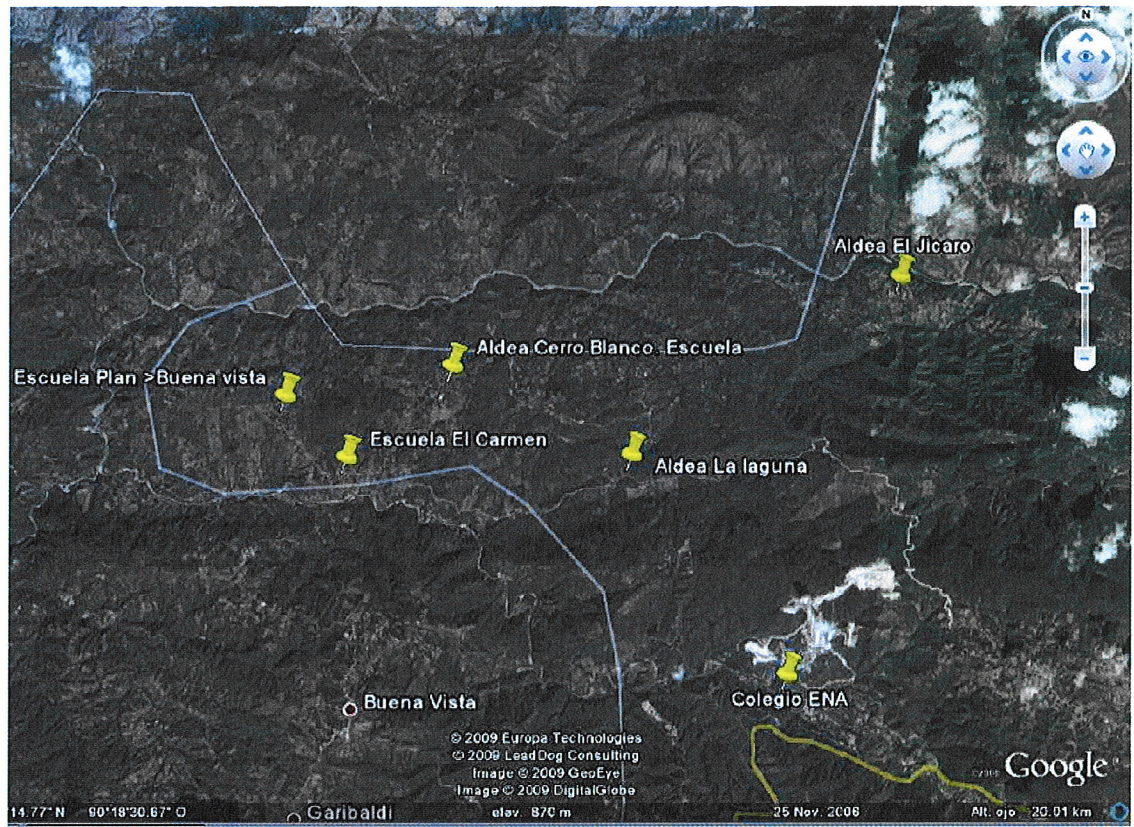 N
Aldea El Jicaro
Aldea Cerro Blanco. Escuela
Escuela Plan >Buena vista
Escuela El Carmen
Aldea La laguna
Colegio ENA
Buena Vista
© 2009 Europa Technologies
© 2009 LeadDog Consulting
Image © 2009 GeoEye
Image © 2009 DigitalGlobe
Google
14.77" N 90°18'30.67" O
Garibaldi
elev. 870 m
25 Nov. 2006
Alt. ojo 20.01 km